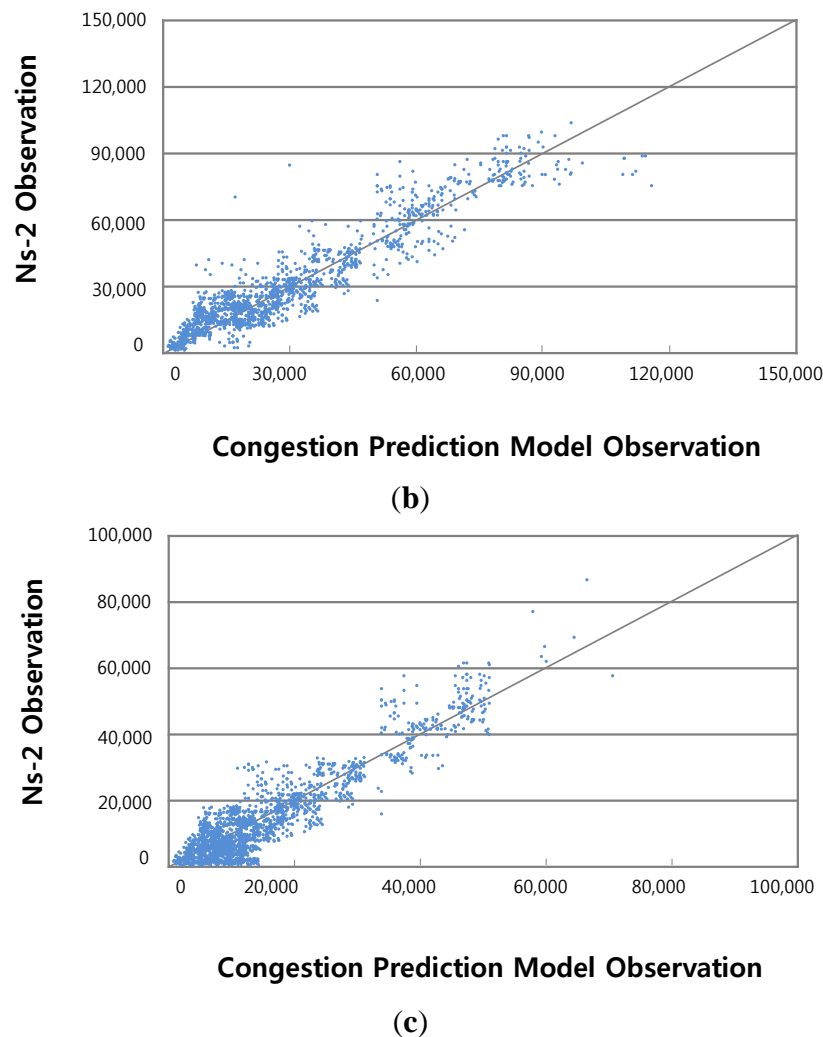 150,000
120,000
90,000
60,000
30,000
0
Ns-2 Observation
0 30,000 60,000 90,000 120,000 150,000
Congestion Prediction Model Observation
(b)
100,000
80,000
60,000
40,000
20,000
0
Ns-2 Observation
0 20,000 40,000 60,000 80,000 100,000
Congestion Prediction Model Observation
(c)